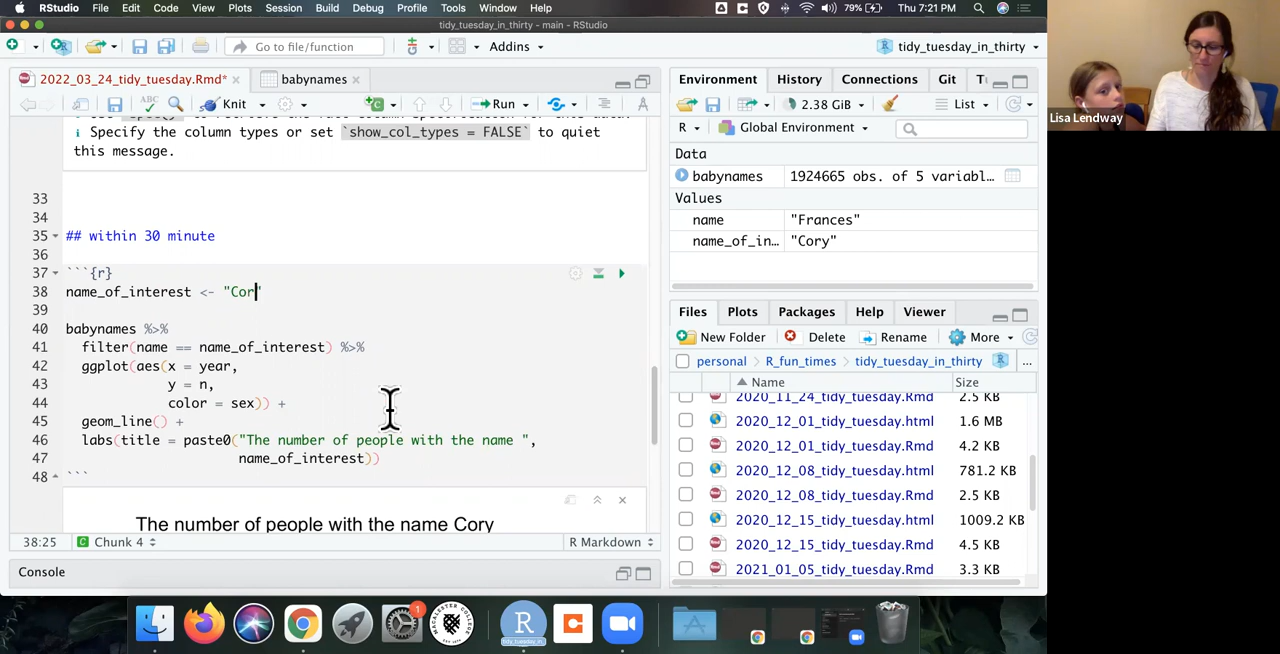 RStudio File Edit Code View Plots Session Build Debug Profile Tools Window Help 79% Thu 7:21 PM
tidy_tuesday_in_thirty - main - RStudio
Go to file/function Addins tidy_tuesday_in_thirty
2022_03_24_tidy_tuesday.Rmd* babynames
Knit Run
ℹ Specify the column types or set `show_col_types = FALSE` to quiet
this message.
33
34
35 ## within 30 minute
36
37 ```{r}
38 name_of_interest <- "Cor"
39
40 babynames %>%
41 filter(name == name_of_interest) %>%
42 ggplot(aes(x = year,
43 y = n,
44 color = sex)) +
45 geom_line() +
46 labs(title = paste0("The number of people with the name ",
47 name_of_interest))
48 ```
The number of people with the name Cory
38:25 Chunk 4 R Markdown
Console
Environment History Connections Git
2.38 GiB List
R Global Environment
Data
babynames 1924665 obs. of 5 variabl…
Values
name "Frances"
name_of_in… "Cory"
Files Plots Packages Help Viewer
New Folder Delete Rename More
personal > R_fun_times > tidy_tuesday_in_thirty ...
Name Size
2020_11_24_tidy_tuesday.Rmd 2.5 KB
2020_12_01_tidy_tuesday.html 1.6 MB
2020_12_01_tidy_tuesday.Rmd 4.2 KB
2020_12_08_tidy_tuesday.html 781.2 KB
2020_12_08_tidy_tuesday.Rmd 2.5 KB
2020_12_15_tidy_tuesday.html 1009.2 KB
2020_12_15_tidy_tuesday.Rmd 4.5 KB
2021_01_05_tidy_tuesday.Rmd 3.3 KB
Lisa Lendway
1
R
tidy_tuesday_in_